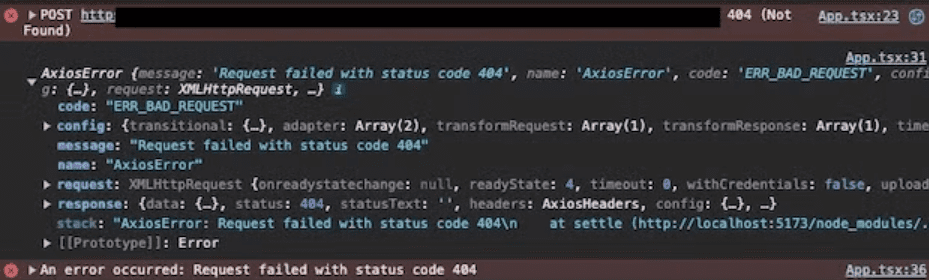 ▶POST http 404 (Not App.tsx:23
Found)
App.tsx:31
AxiosError {message: 'Request failed with status code 404', name: 'AxiosError', code: 'ERR_BAD_REQUEST', confi
g: {…}, request: XMLHttpRequest, …} i
code: "ERR_BAD_REQUEST"
▶ config: {transitional: {…}, adapter: Array(2), transformRequest: Array(1), transformResponse: Array(1), time
message: "Request failed with status code 404"
name: "AxiosError"
▶ request: XMLHttpRequest {onreadystatechange: null, readyState: 4, timeout: 0, withCredentials: false, upload
▶ response: {data: {…}, status: 404, statusText: '', headers: AxiosHeaders, config: {…}, …}
stack: "AxiosError: Request failed with status code 404\n    at settle (http://localhost:5173/node_modules/.
▶ [[Prototype]]: Error
▶An error occurred: Request failed with status code 404 App.tsx:36